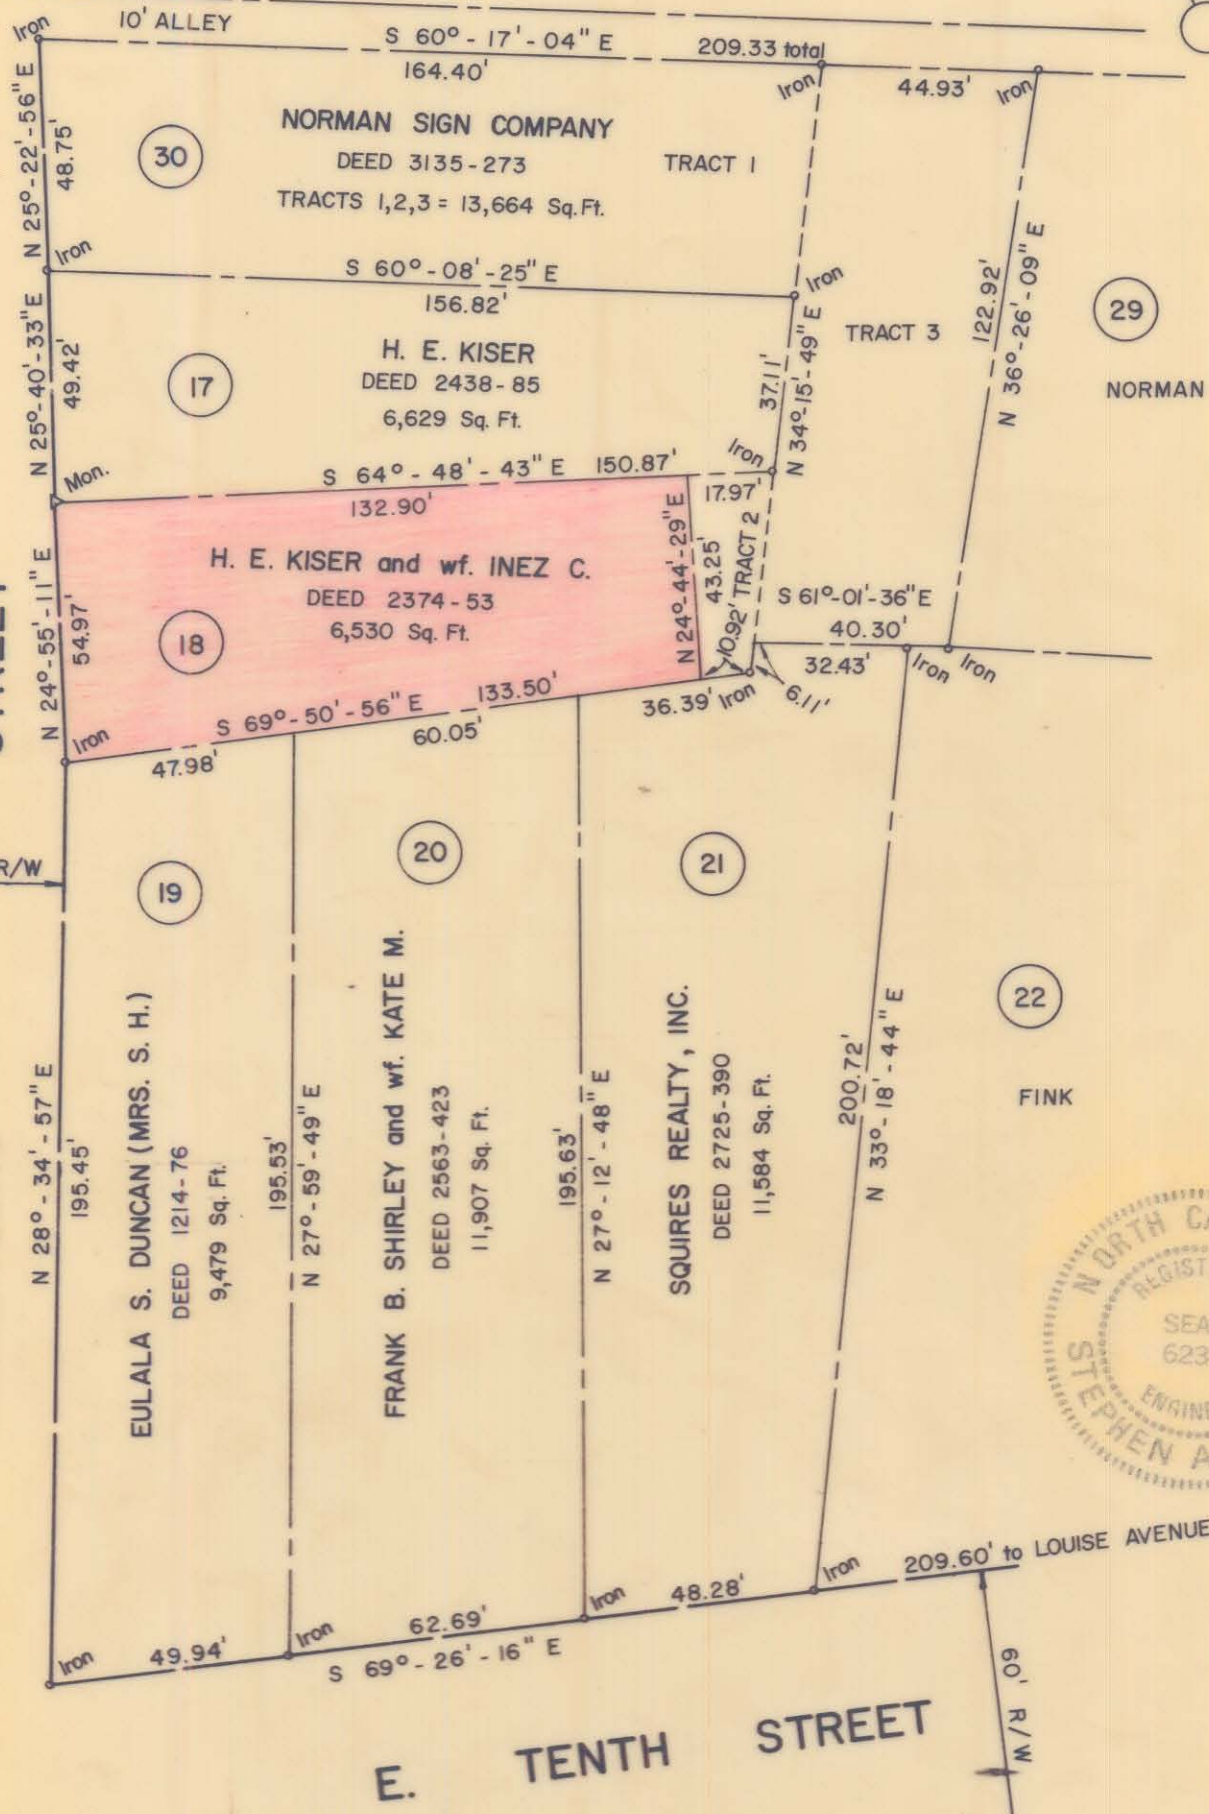 10' ALLEY
Iron
S 60° - 17' - 04" E
209.33 total
164.40'
Iron
44.93'
Iron
N 25° - 22' - 56" E
48.75'
30
NORMAN SIGN COMPANY
DEED 3135 - 273
TRACTS 1,2,3 = 13,664 Sq. Ft.
TRACT 1
Iron
S 60° - 08' - 25" E
156.82'
Iron
N 25° - 40' - 33" E
49.42'
17
H. E. KISER
DEED 2438 - 85
6,629 Sq. Ft.
37.11'
N 34° - 15' - 49" E
TRACT 3
122.92'
N 36° - 26' - 09" E
29
NORMAN
Mon.
S 64° - 48' - 43" E
150.87'
Iron
132.90'
17.97'
N 24° - 55' - 11" E
54.97'
18
H. E. KISER and wf. INEZ C.
DEED 2374 - 53
6,530 Sq. Ft.
N 24° - 44' - 29" E
43.25'
10.92'
TRACT 2
S 61° - 01' - 36" E
40.30'
32.43'
Iron
Iron
6.11'
Iron
S 69° - 50' - 56" E
133.50'
Iron
47.98'
60.05'
36.39'
R/W
19
20
21
22
N 28° - 34' - 57" E
195.45'
EULALA S. DUNCAN (MRS. S. H.)
DEED 1214 - 76
9,479 Sq. Ft.
195.53'
N 27° - 59' - 49" E
FRANK B. SHIRLEY and wf. KATE M.
DEED 2563 - 423
11,907 Sq. Ft.
195.63'
N 27° - 12' - 48" E
SQUIRES REALTY, INC.
DEED 2725 - 390
11,584 Sq. Ft.
200.72'
N 33° - 18' - 44" E
FINK
NORTH
SEA
623
STEPHEN A
Iron
49.94'
Iron
62.69'
Iron
48.28'
Iron
209.60' to LOUISE AVENUE
S 69° - 26' - 16" E
60' R/W
E. TENTH STREET